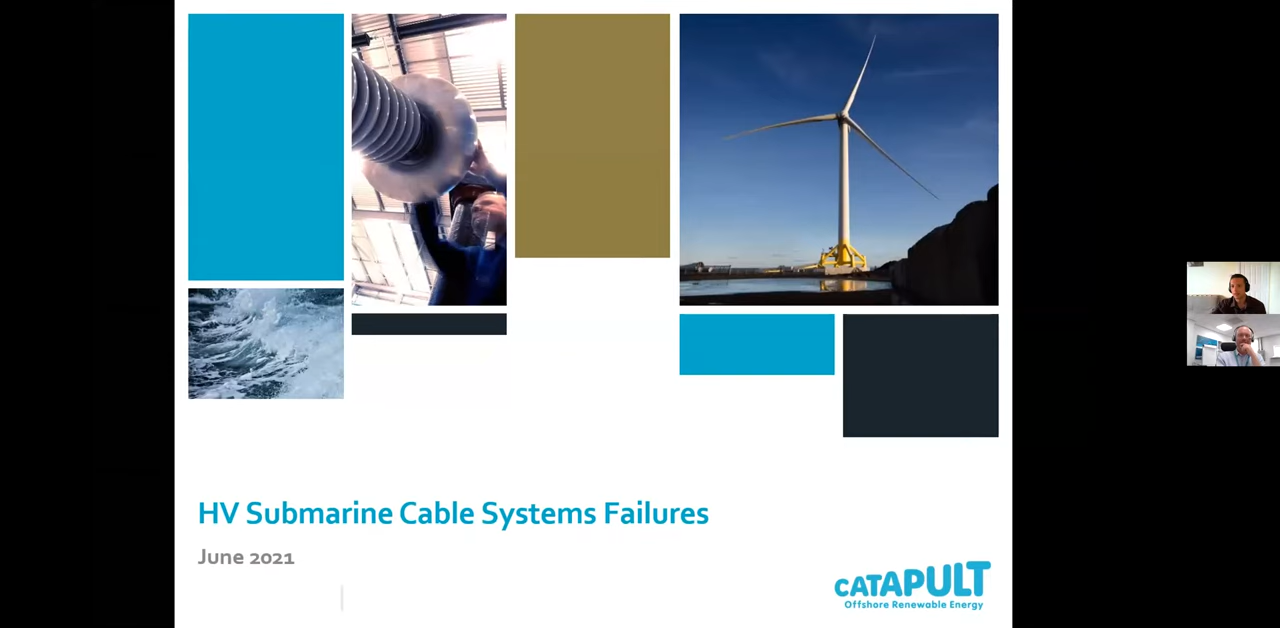 HV Submarine Cable Systems Failures
June 2021
CATAPULT
Offshore Renewable Energy